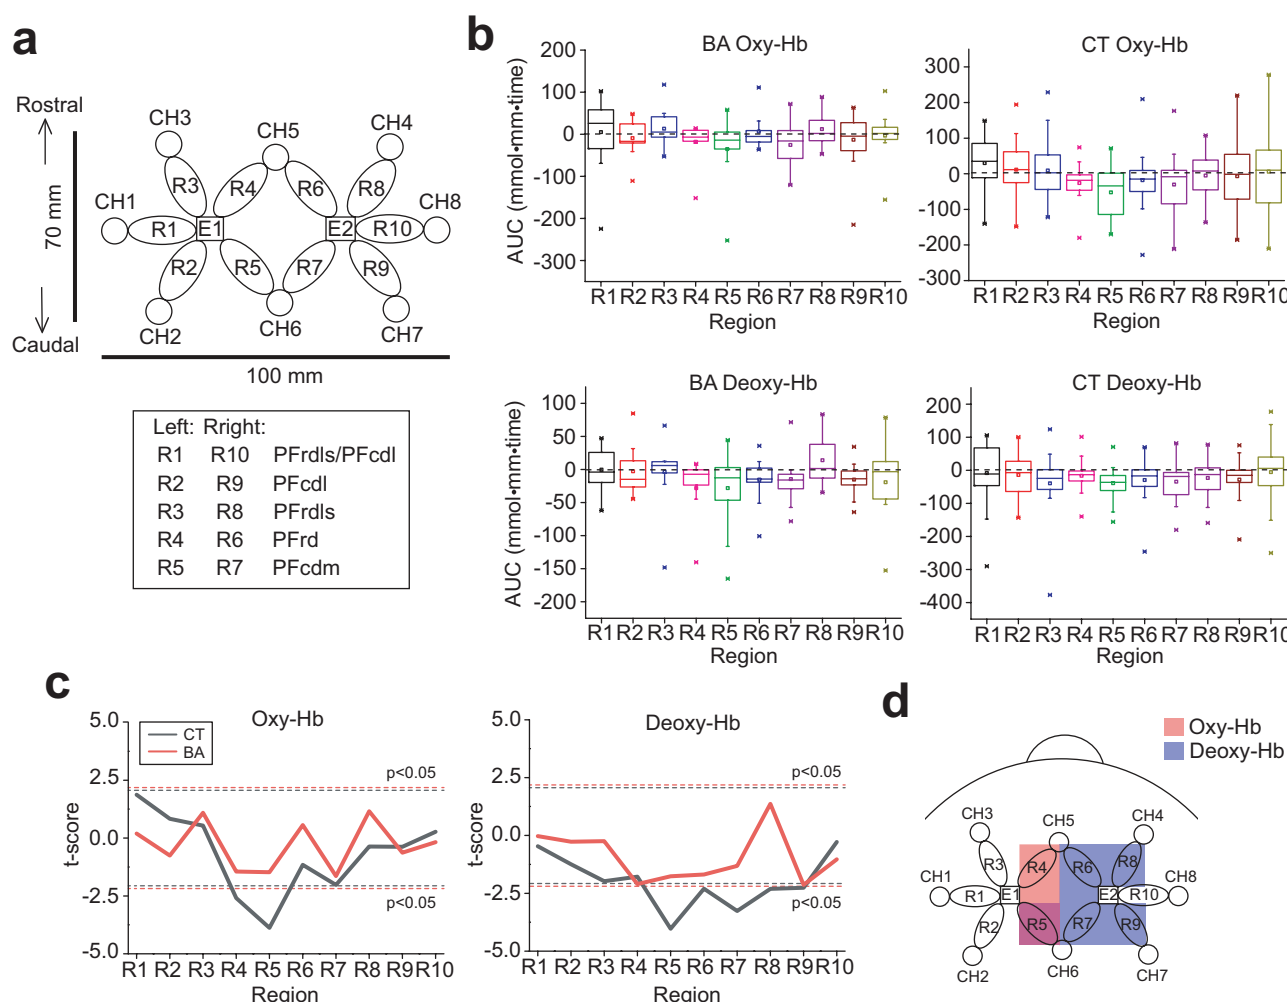 a
Rostral
70 mm
Caudal
CH3
CH5
CH4
CH1
CH8
R3
R4
R6
R8
R1
E1
E2
R10
R2
R5
R7
R9
CH2
CH6
CH7
100 mm
Left: Rright:
R1 R10 PFrdls/PFcdl
R2 R9 PFcdl
R3 R8 PFrdls
R4 R6 PFrd
R5 R7 PFcdm
b
BA Oxy-Hb
AUC (mmol•mm•time)
200
100
0
-100
-200
-300
R1 R2 R3 R4 R5 R6 R7 R8 R9 R10
Region
CT Oxy-Hb
300
200
100
0
-100
-200
-300
R1 R2 R3 R4 R5 R6 R7 R8 R9 R10
Region
BA Deoxy-Hb
AUC (mmol•mm•time)
100
50
0
-50
-100
-150
-200
R1 R2 R3 R4 R5 R6 R7 R8 R9 R10
Region
CT Deoxy-Hb
200
100
0
-100
-200
-300
-400
R1 R2 R3 R4 R5 R6 R7 R8 R9 R10
Region
c
Oxy-Hb
CT
BA
t-score
5.0
2.5
0.0
-2.5
-5.0
p<0.05
p<0.05
R1 R2 R3 R4 R5 R6 R7 R8 R9 R10
Region
Deoxy-Hb
t-score
5.0
2.5
0.0
-2.5
-5.0
p<0.05
p<0.05
R1 R2 R3 R4 R5 R6 R7 R8 R9 R10
Region
d
Oxy-Hb
Deoxy-Hb
CH3
CH5
CH4
CH1
CH8
R3
R4
R6
R8
R1
E1
E2
R10
R2
R5
R7
R9
CH2
CH6
CH7